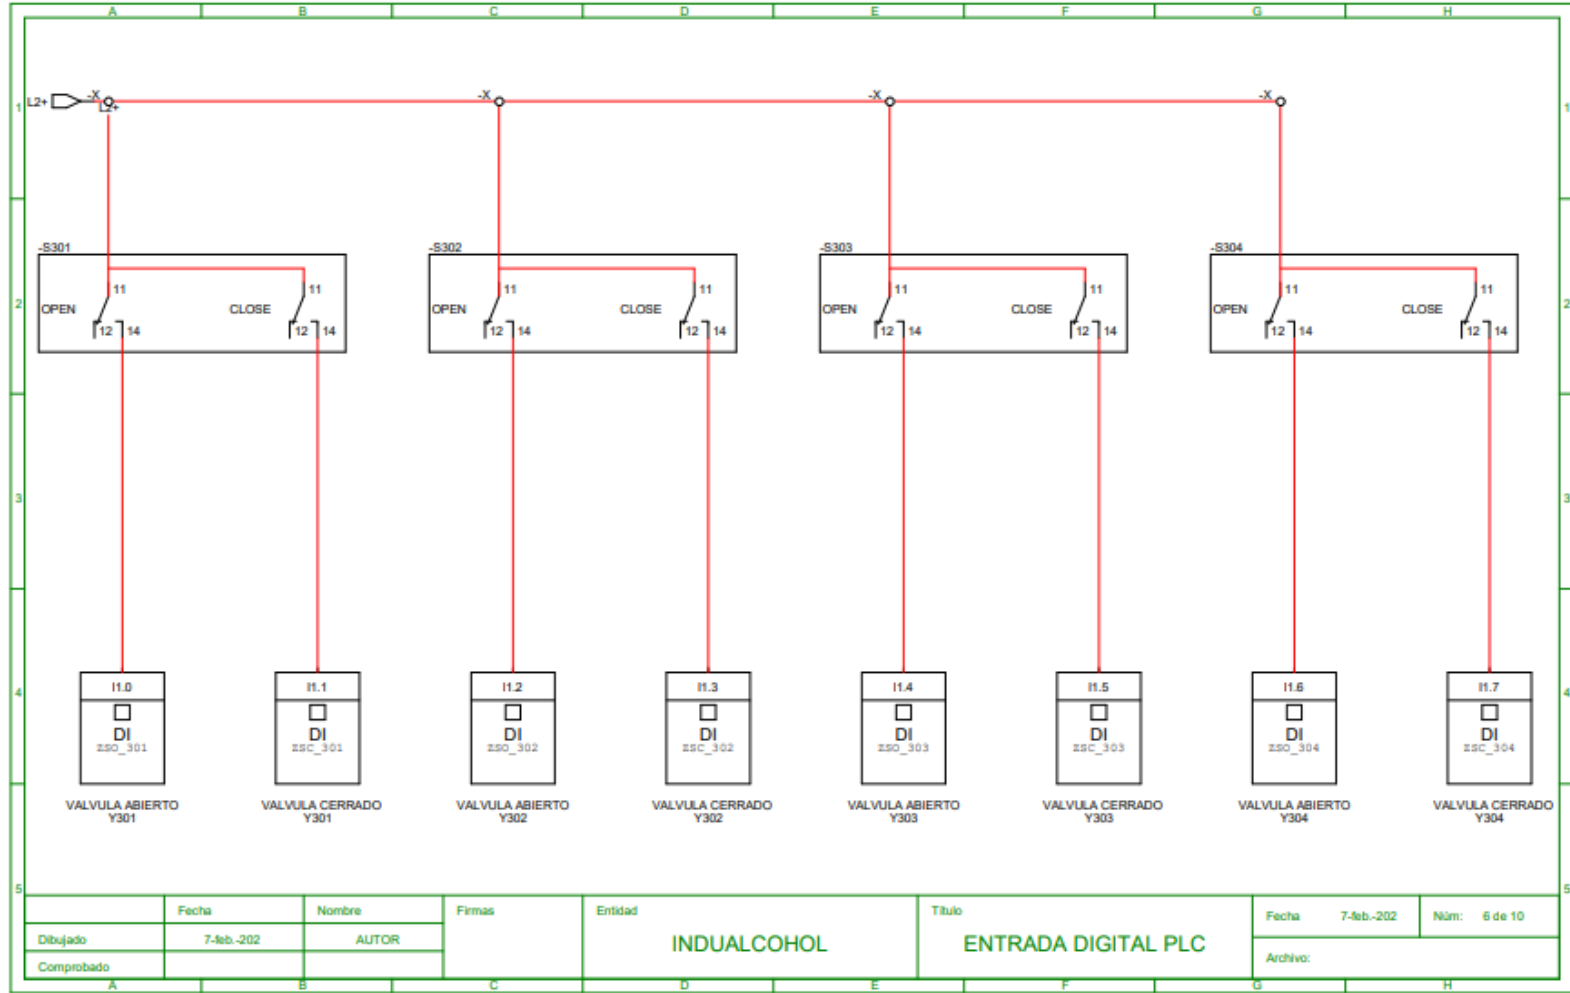 A B C D E F G H
L2+ -X -X -X -X
L2+
1 1
-S301 -S302 -S303 -S304
11 11 11 11 11 11 11 11
2 OPEN CLOSE OPEN CLOSE OPEN CLOSE OPEN CLOSE 2
12 14 12 14 12 14 12 14 12 14 12 14 12 14 12 14
3 3
I1.0 I1.1 I1.2 I1.3 I1.4 I1.5 I1.6 I1.7
4 4
DI DI DI DI DI DI DI DI
ZSO_301 ZSC_301 ZSO_302 ZSC_302 ZSO_303 ZSC_303 ZSO_304 ZSC_304
VALVULA ABIERTO VALVULA CERRADO VALVULA ABIERTO VALVULA CERRADO VALVULA ABIERTO VALVULA CERRADO VALVULA ABIERTO VALVULA CERRADO
Y301 Y301 Y302 Y302 Y303 Y303 Y304 Y304
5 5
Fecha Nombre Firmas Entidad Título Fecha 7-feb.-202 Núm: 6 de 10
Dibujado 7-feb.-202 AUTOR INDUALCOHOL ENTRADA DIGITAL PLC
Comprobado Archivo:
A B C D E F G H